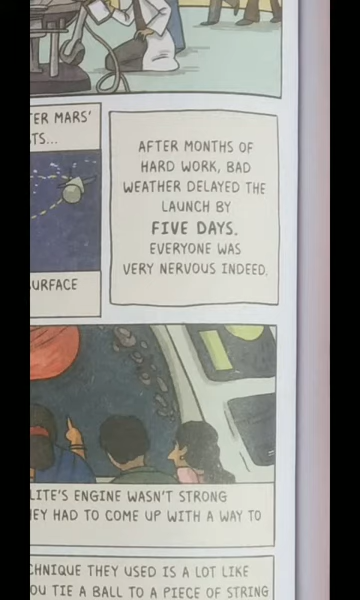 TER MARS'
TS...
AFTER MONTHS OF
HARD WORK, BAD
WEATHER DELAYED THE
LAUNCH BY
FIVE DAYS.
EVERYONE WAS
VERY NERVOUS INDEED.
URFACE
LITE'S ENGINE WASN'T STRONG
HEY HAD TO COME UP WITH A WAY TO
CHNIQUE THEY USED IS A LOT LIKE
OU TIE A BALL TO A PIECE OF STRING